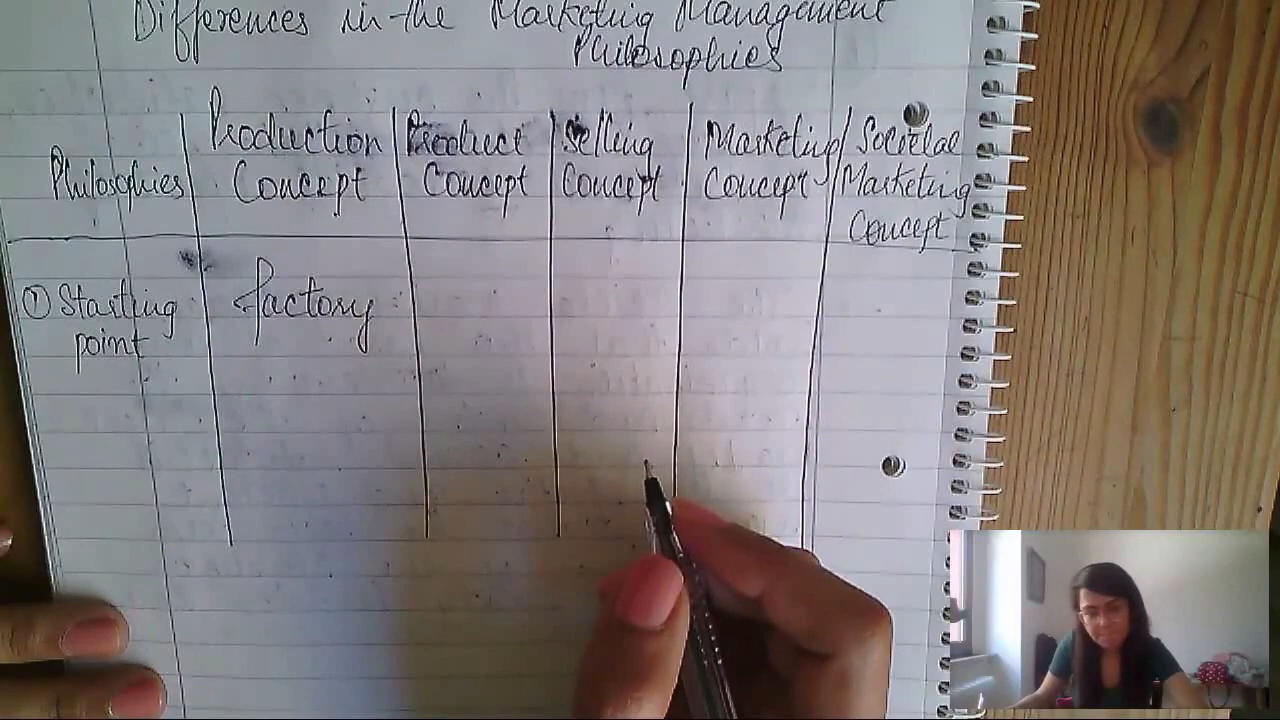 Differences in the Marketing Management
Philosophies
Philosophies
Production
Concept
Product
Concept
Selling
Concept
Marketing
Concept
Societal
Marketing
Concept
① Starting
point
factory